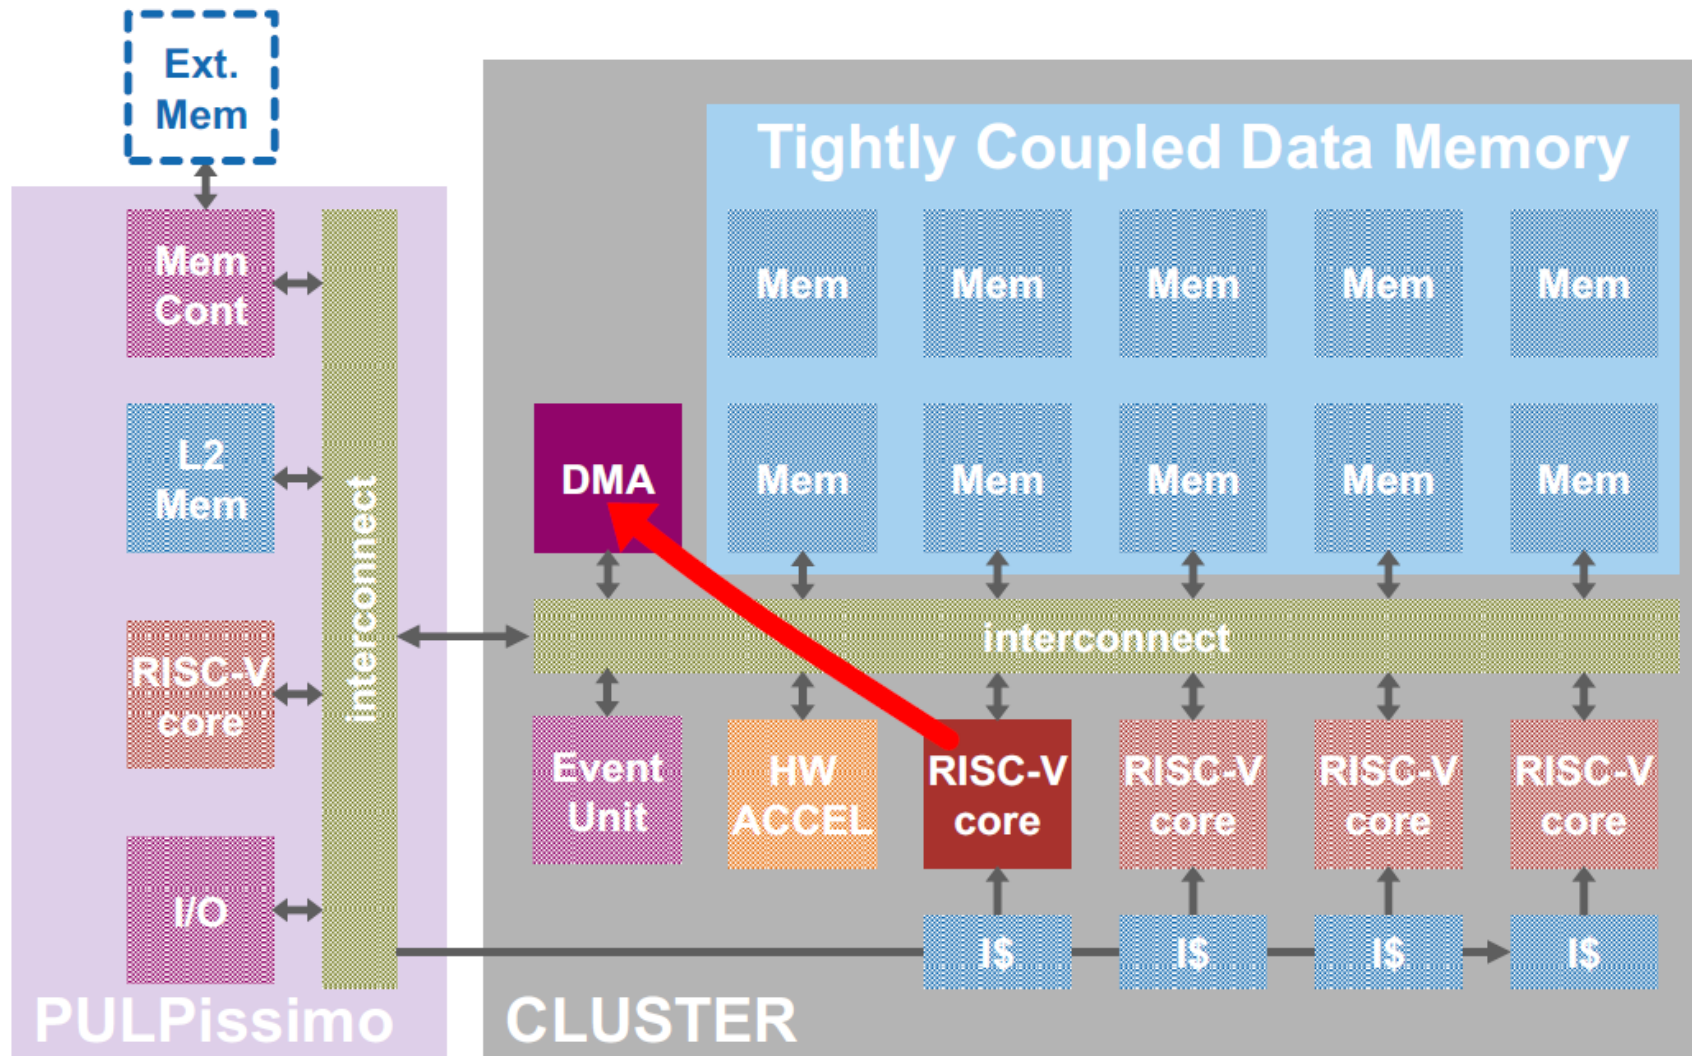 Ext.
Mem
Tightly Coupled Data Memory
Mem
Cont
Mem
Mem
Mem
Mem
Mem
L2
Mem
DMA
Mem
Mem
Mem
Mem
Mem
interconnect
interconnect
RISC-V
core
Event
Unit
HW
ACCEL
RISC-V
core
RISC-V
core
RISC-V
core
RISC-V
core
I/O
I$
I$
I$
I$
PULPissimo
CLUSTER